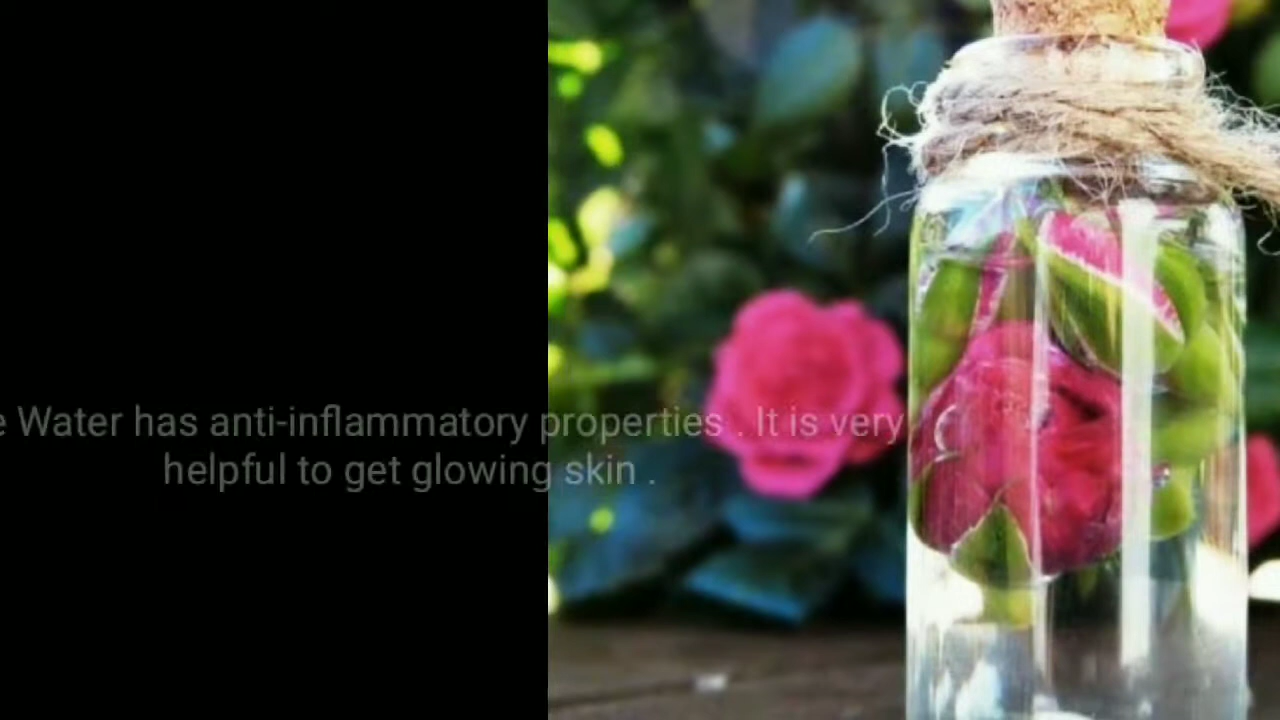 e Water has anti-inflammatory properties . It is very
helpful to get glowing skin .